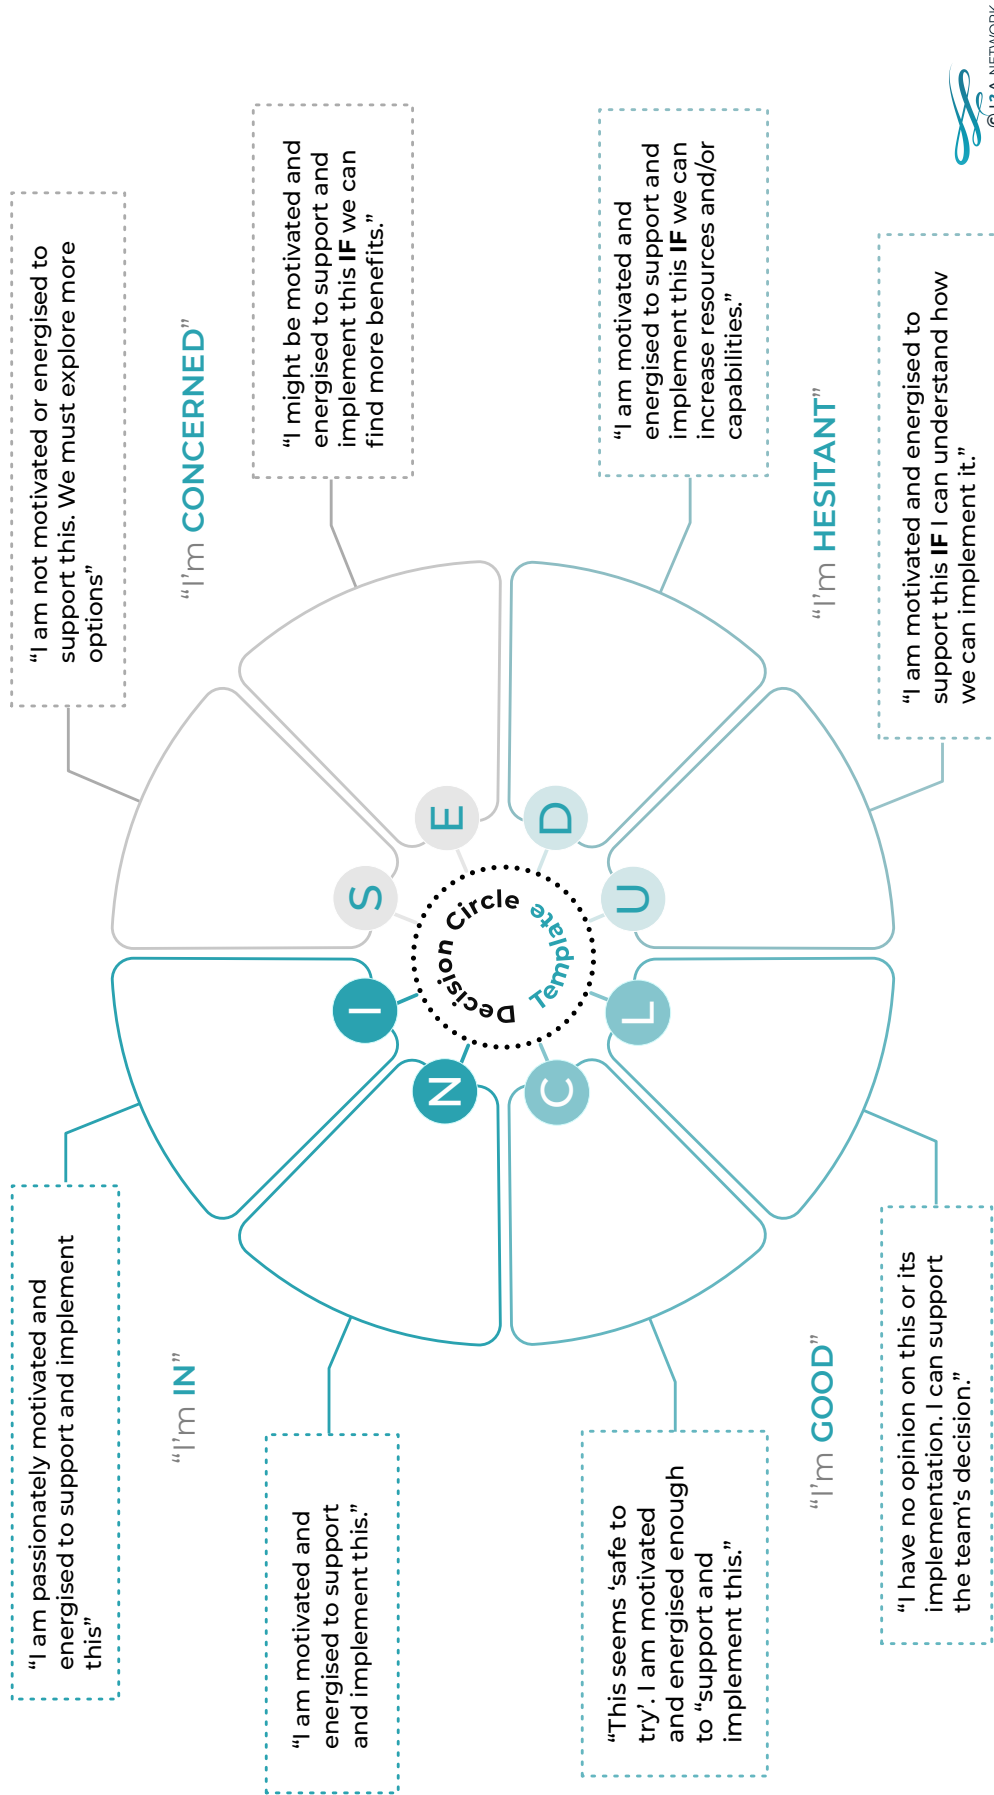 “I am passionately motivated and
energised to support and implement
this”
“I am not motivated or energised to
support this. We must explore more
options”
“I'm IN”
“I'm CONCERNED”
“I am motivated and
energised to support
and implement this.”
“I might be motivated and
energised to support and
implement this IF we can
find more benefits.”
I
S
N
E
Decision Circle
Template
C
D
L
U
“This seems ‘safe to
try’. I am motivated
and energised enough
to “support and
implement this.”
“I am motivated and
energised to support and
implement this IF we can
increase resources and/or
capabilities.”
“I'm GOOD”
“I'm HESITANT”
“I have no opinion on this or its
implementation. I can support
the team’s decision.”
“I am motivated and energised to
support this IF I can understand how
we can implement it.”
NETWORK